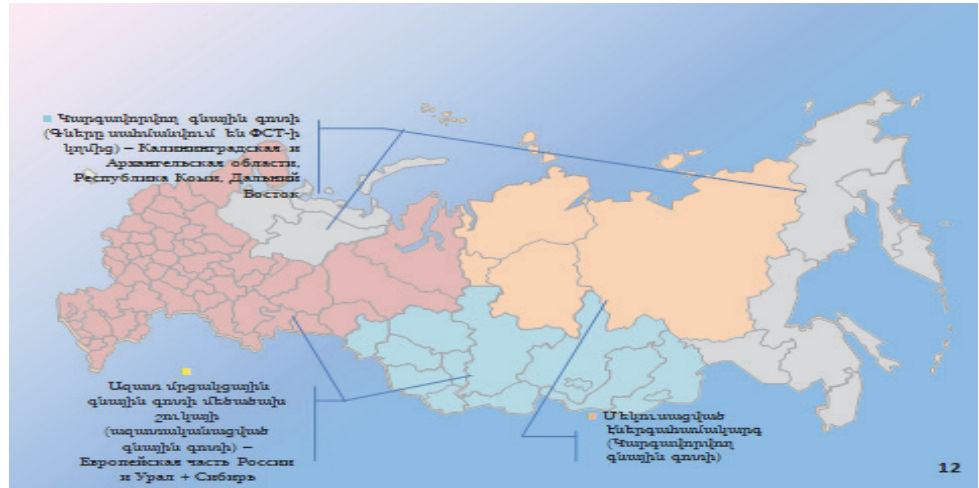 Կարգավորվող գնային գոտի
(Գները սահմանվում են ФСТ-ի
կողմից) – Калининградская и
Архангельская области,
Республика Коми, Дальний
Восток
Ազատ մրցակցային
գնային գոտի մեծածախ
շուկայի
(ազատականացված
գնային գոտի) –
Европейская часть России
и Урал + Сибирь
Մեկուսացված
էներգահամակարգ
(Կարգավորվող
գնային գոտի)
12